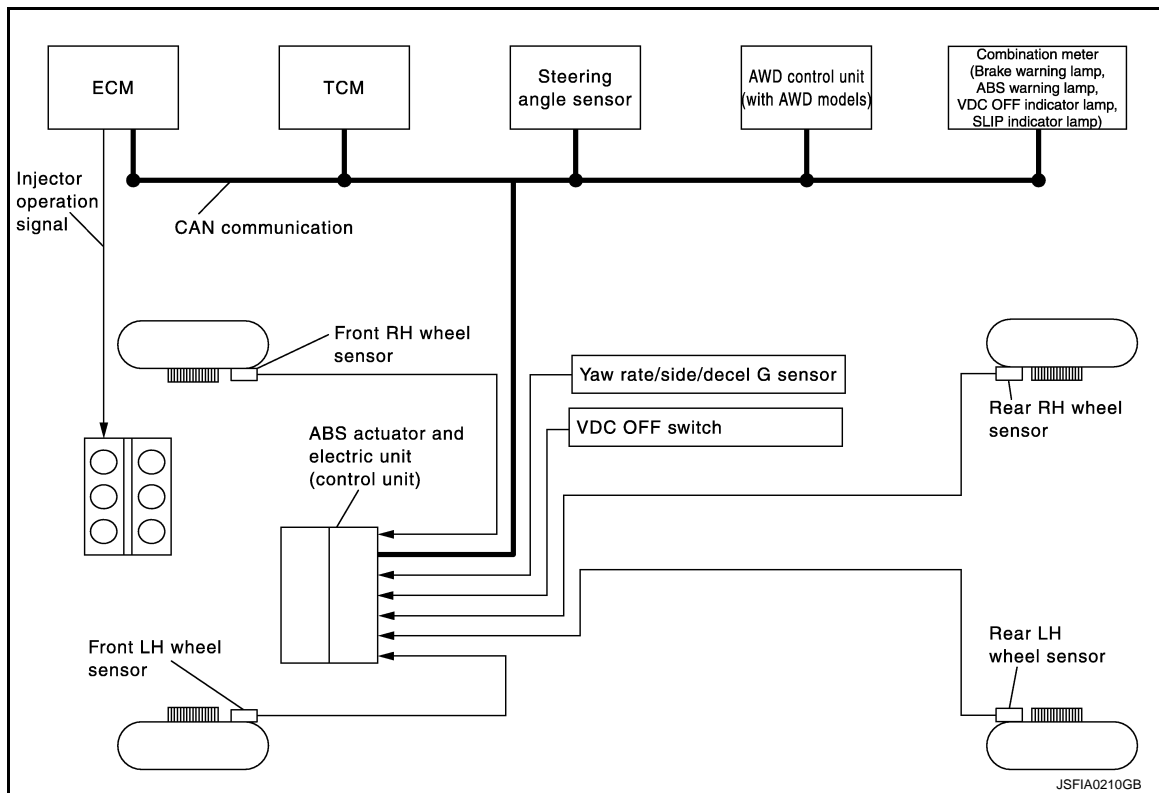 ECM
TCM
Steering
angle sensor
AWD control unit
(with AWD models)
Combination meter
(Brake warning lamp,
ABS warning lamp,
VDC OFF indicator lamp,
SLIP indicator lamp)
Injector
operation
signal
CAN communication
Front RH wheel
sensor
Yaw rate/side/decel G sensor
VDC OFF switch
Rear RH wheel
sensor
ABS actuator and
electric unit
(control unit)
Front LH wheel
sensor
Rear LH
wheel sensor
JSFIA0210GB